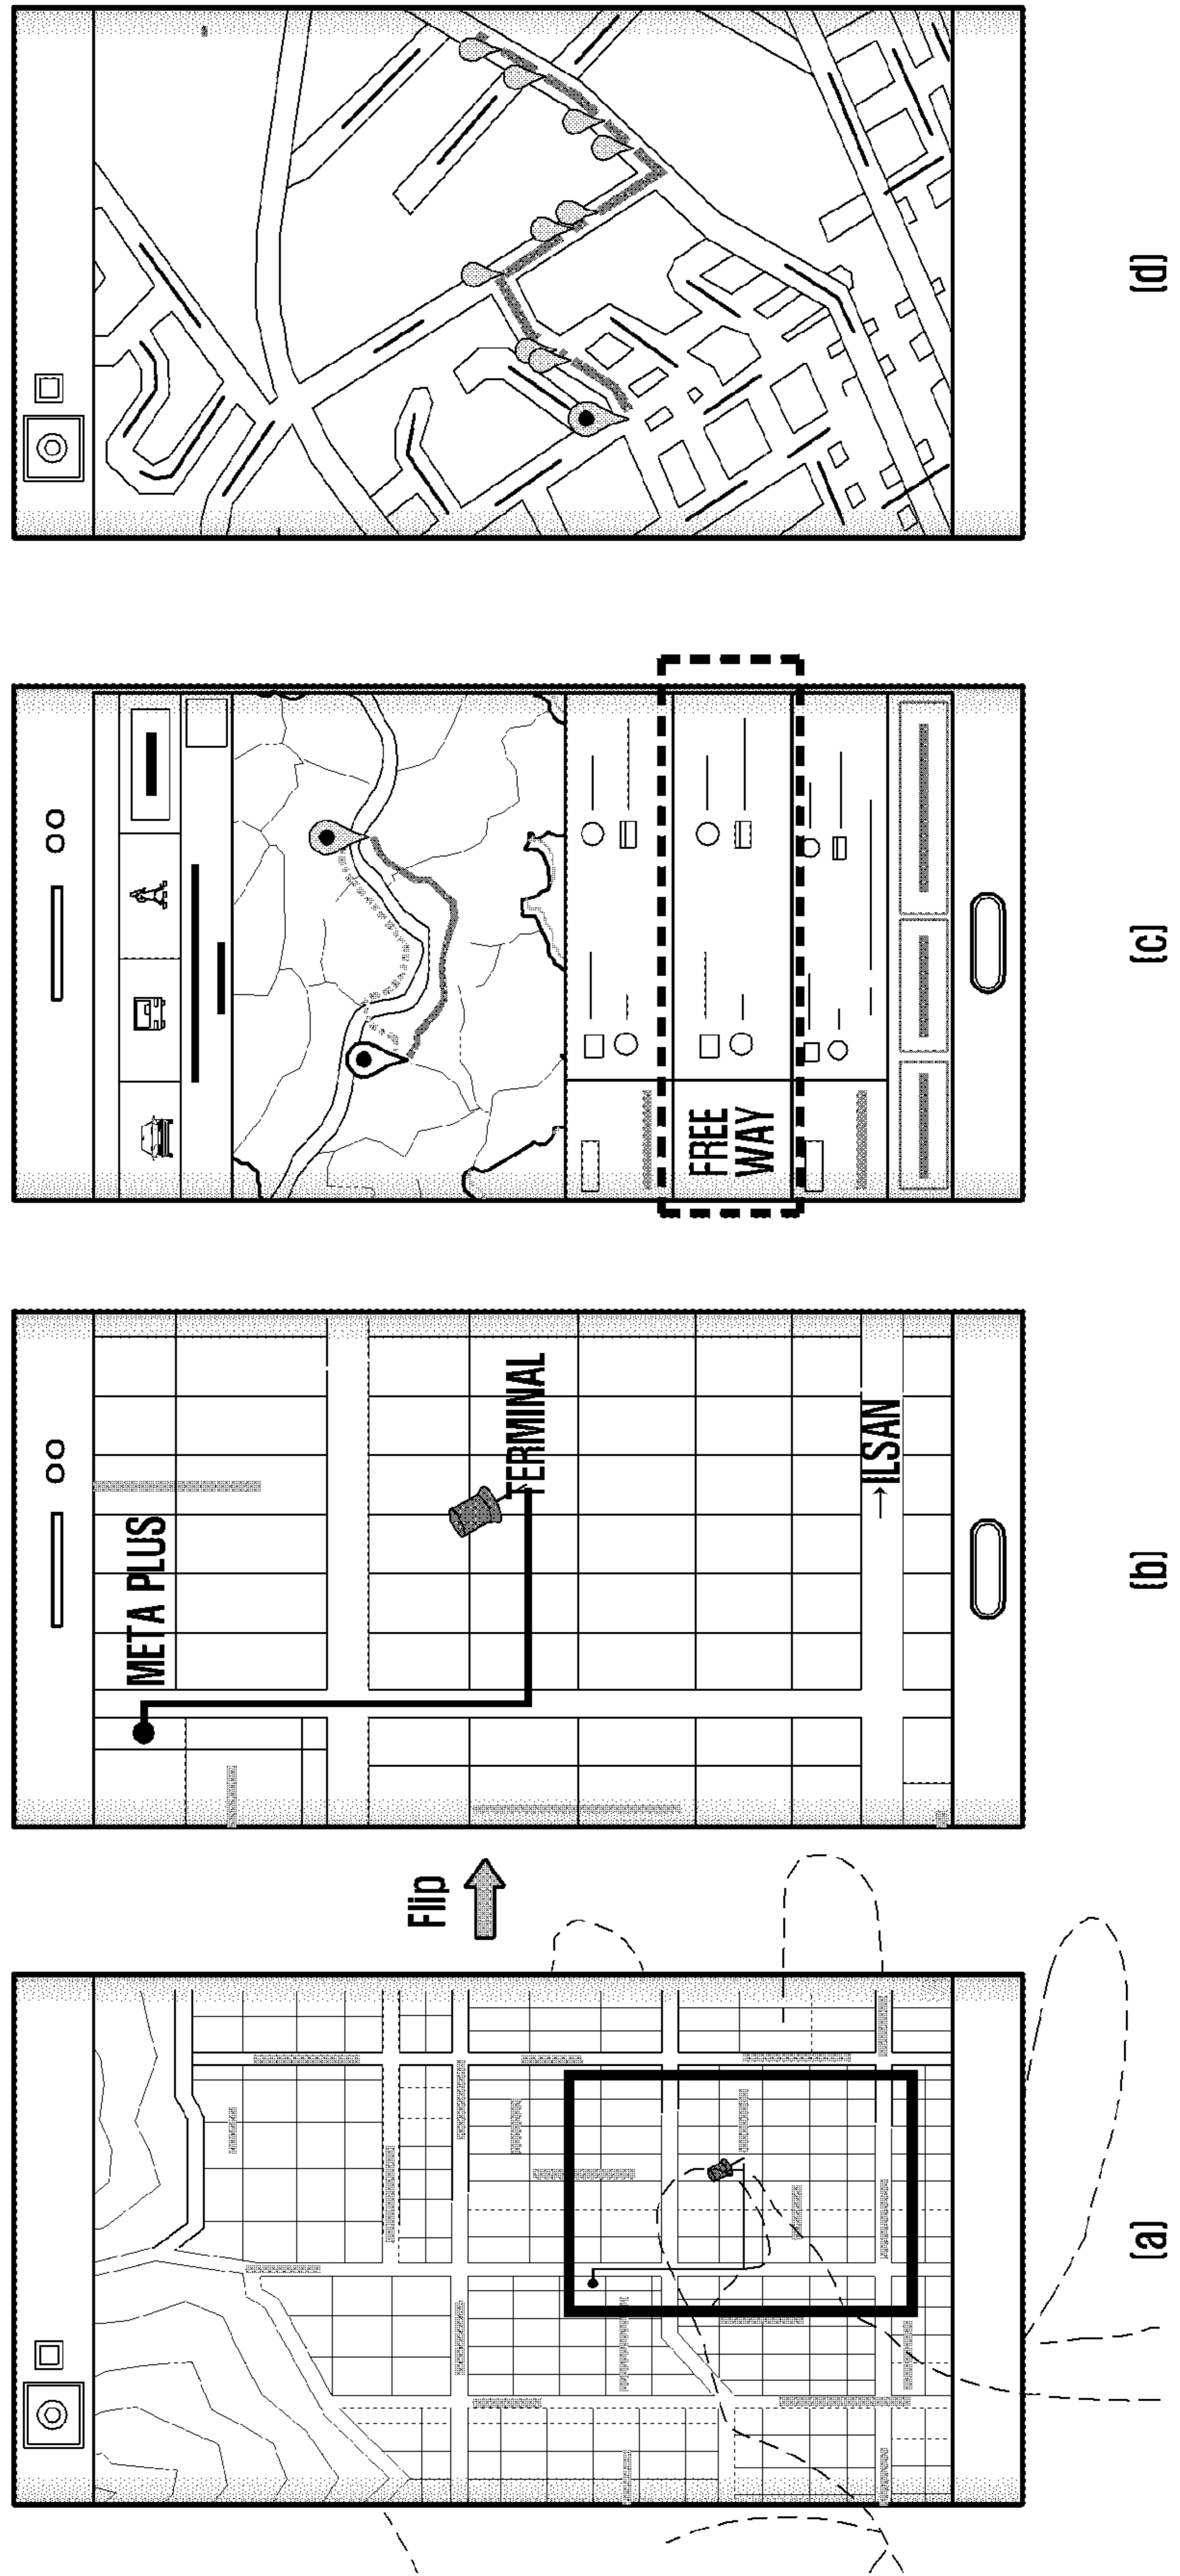 Flip
META PLUS
TERMINAL
→ ILSAN
FREE
WAY
(a)
(b)
(c)
(d)